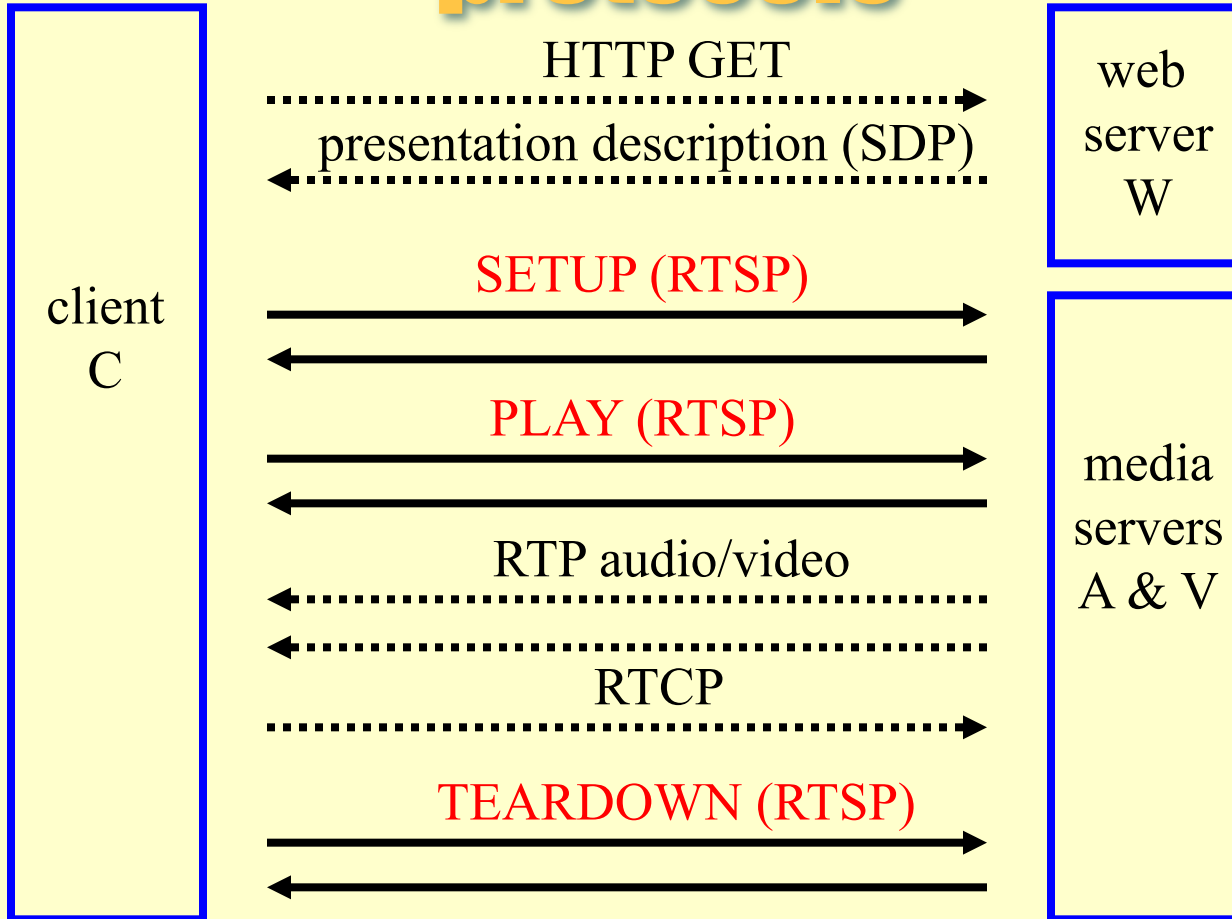 protocols
HTTP GET
presentation description (SDP)
web
server
W
client
C
SETUP (RTSP)
PLAY (RTSP)
RTP audio/video
RTCP
TEARDOWN (RTSP)
media
servers
A & V